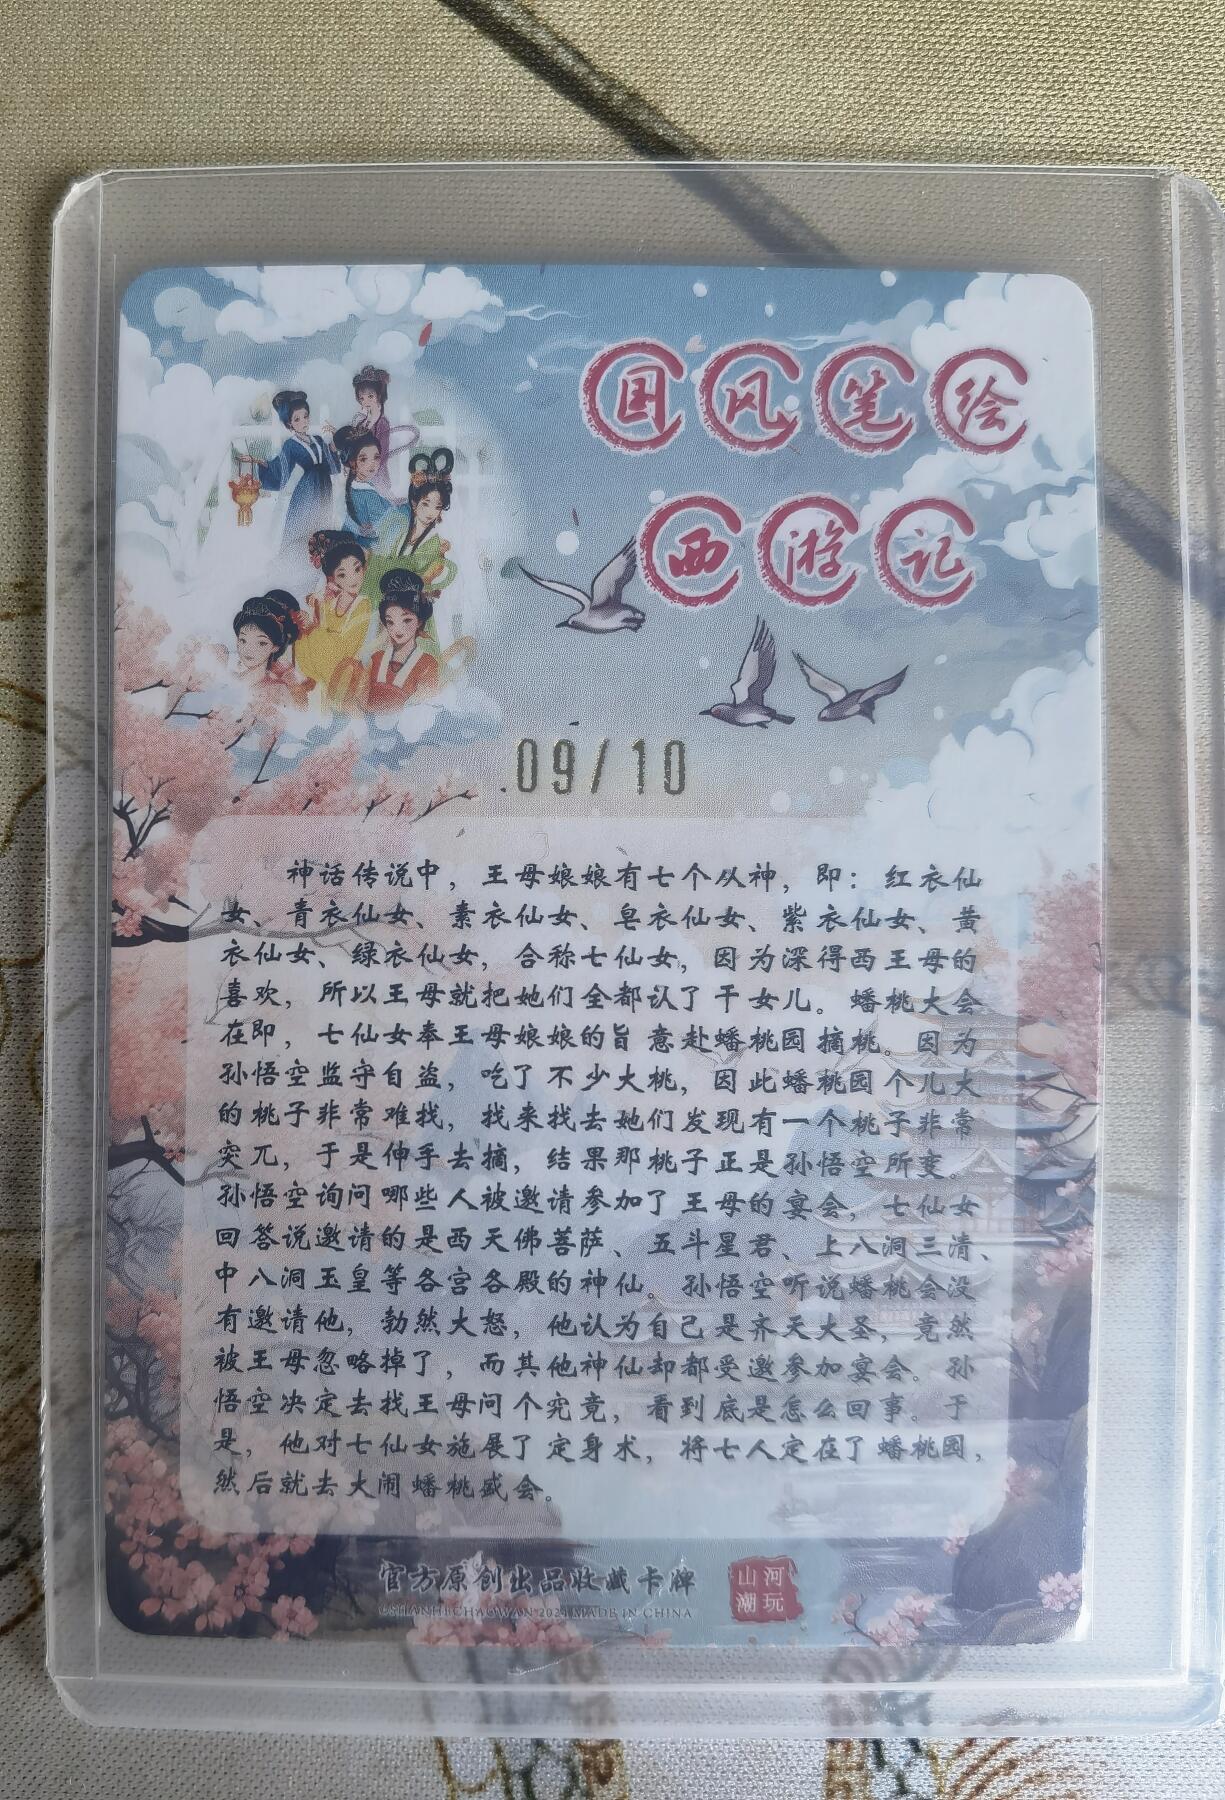 国风笔绘
西游记
09/10
神话传说中，王母娘娘有七个从神，即：红衣仙
女、青衣仙女、素衣仙女、皂衣仙女、紫衣仙女、黄
衣仙女、绿衣仙女，合称七仙女，因为深得西王母的
喜欢，所以王母就把她们全都认了干女儿。蟠桃大会
在即，七仙女奉王母娘娘的旨意赴蟠桃园摘桃。因为
孙悟空监守自盗，吃了不少大桃，因此蟠桃园个儿大
的桃子非常难找，找来找去她们发现有一个桃子非常
突兀，于是伸手去摘，结果那桃子正是孙悟空所变。
孙悟空询问哪些人被邀请参加了王母的宴会，七仙女
回答说邀请的是西天佛菩萨、五斗星君、上八洞三清、
中八洞玉皇等各宫各殿的神仙。孙悟空听说蟠桃会没
有邀请他，勃然大怒，他认为自己是齐天大圣，竟然
被王母忽略掉了，而其他神仙却都受邀参加宴会。孙
悟空决定去找王母问个究竟，看到底是怎么回事。于
是，他对七仙女施展了定身术，将七人定在了蟠桃园，
然后就去大闹蟠桃盛会。
官方原创出品收藏卡牌
MADE IN CHINA
山河
潮玩